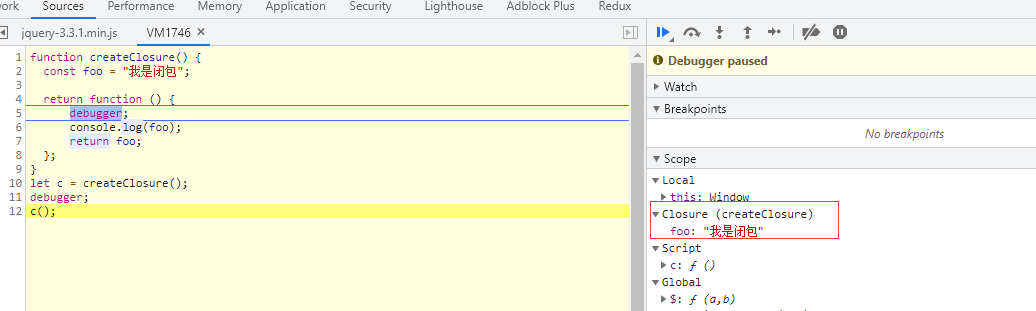 work Sources Performance Memory Application Security Lighthouse Adblock Plus Redux
jquery-3.3.1.min.js VM1746 ×
1 function createClosure() {
2 const foo = "我是闭包";
3
4 return function () {
5 debugger;
6 console.log(foo);
7 return foo;
8 };
9 }
10 let c = createClosure();
11 debugger;
12 c();
Debugger paused
Watch
Breakpoints
No breakpoints
Scope
Local
this: Window
Closure (createClosure)
foo: "我是闭包"
Script
c: ƒ ()
Global
$: ƒ (a,b)